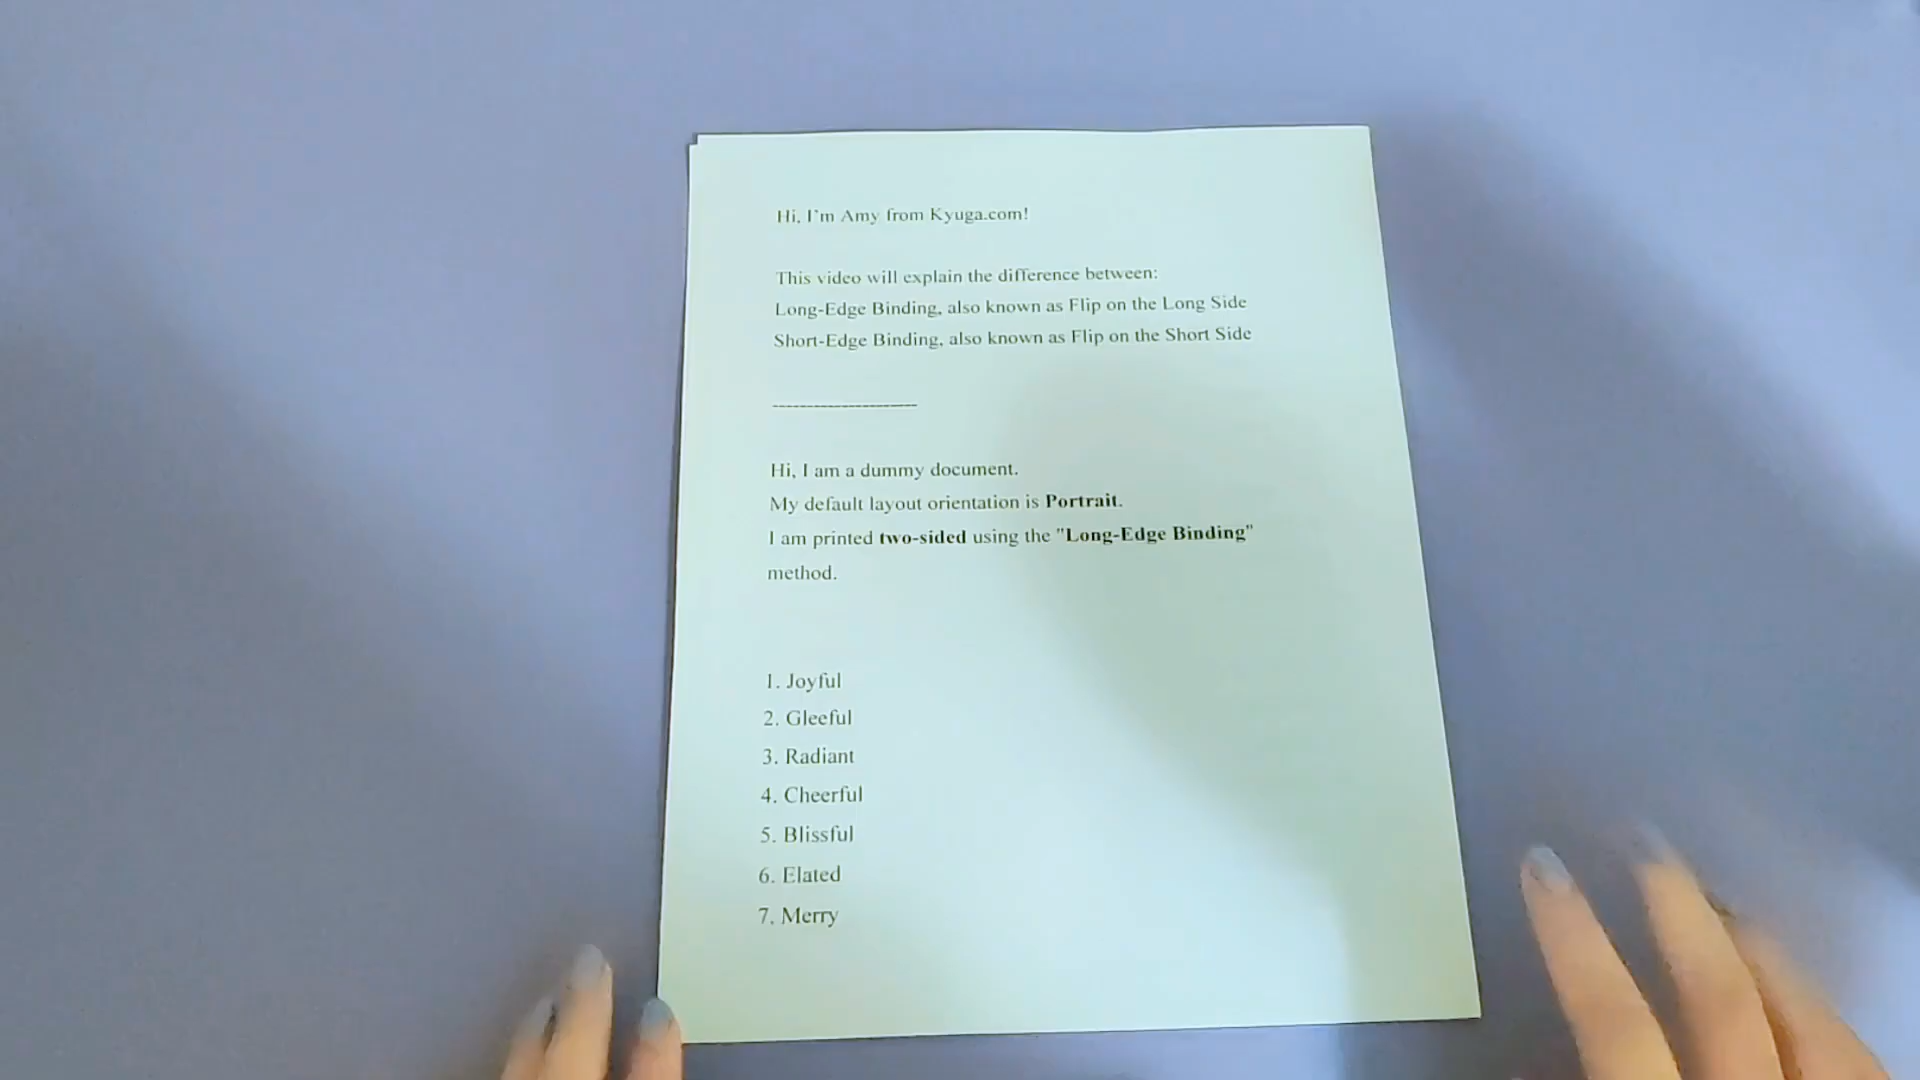 Hi, I'm Amy from Kyuga.com!
This video will explain the difference between:
Long-Edge Binding, also known as Flip on the Long Side
Short-Edge Binding, also known as Flip on the Short Side
----------------------
Hi, I am a dummy document.
My default layout orientation is Portrait.
I am printed two-sided using the "Long-Edge Binding"
method.
1. Joyful
2. Gleeful
3. Radiant
4. Cheerful
5. Blissful
6. Elated
7. Merry